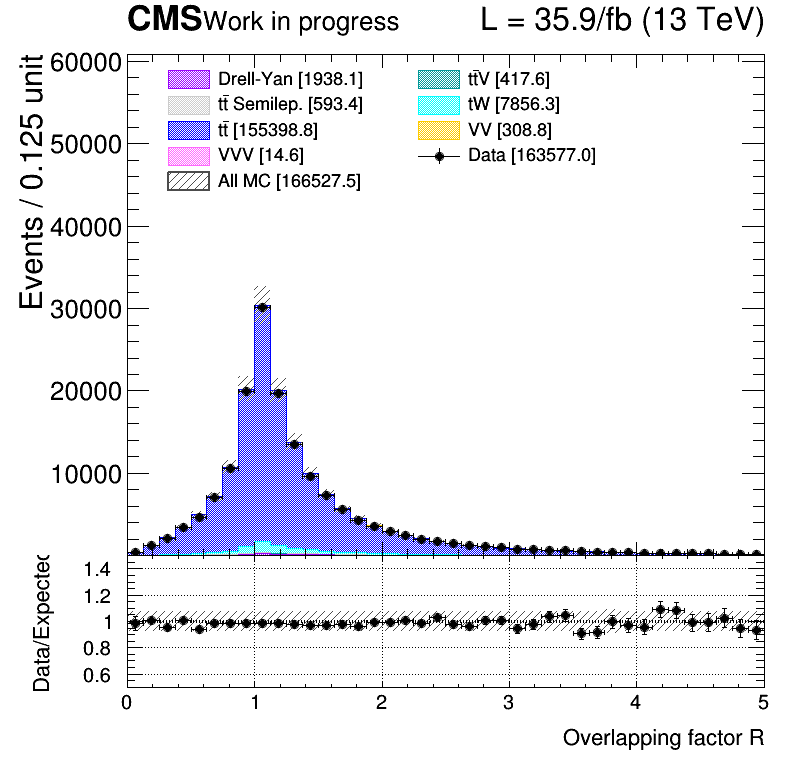 CMS Work in progress L = 35.9/fb (13 TeV)
Events / 0.125 unit
60000
50000
40000
30000
20000
10000
Drell-Yan [1938.1]
tt̄ Semilep. [593.4]
tt̄ [155398.8]
VVV [14.6]
All MC [166527.5]
tt̄V [417.6]
tW [7856.3]
VV [308.8]
Data [163577.0]
Data/Expected
1.4
1.2
1
0.8
0.6
0 1 2 3 4 5
Overlapping factor R